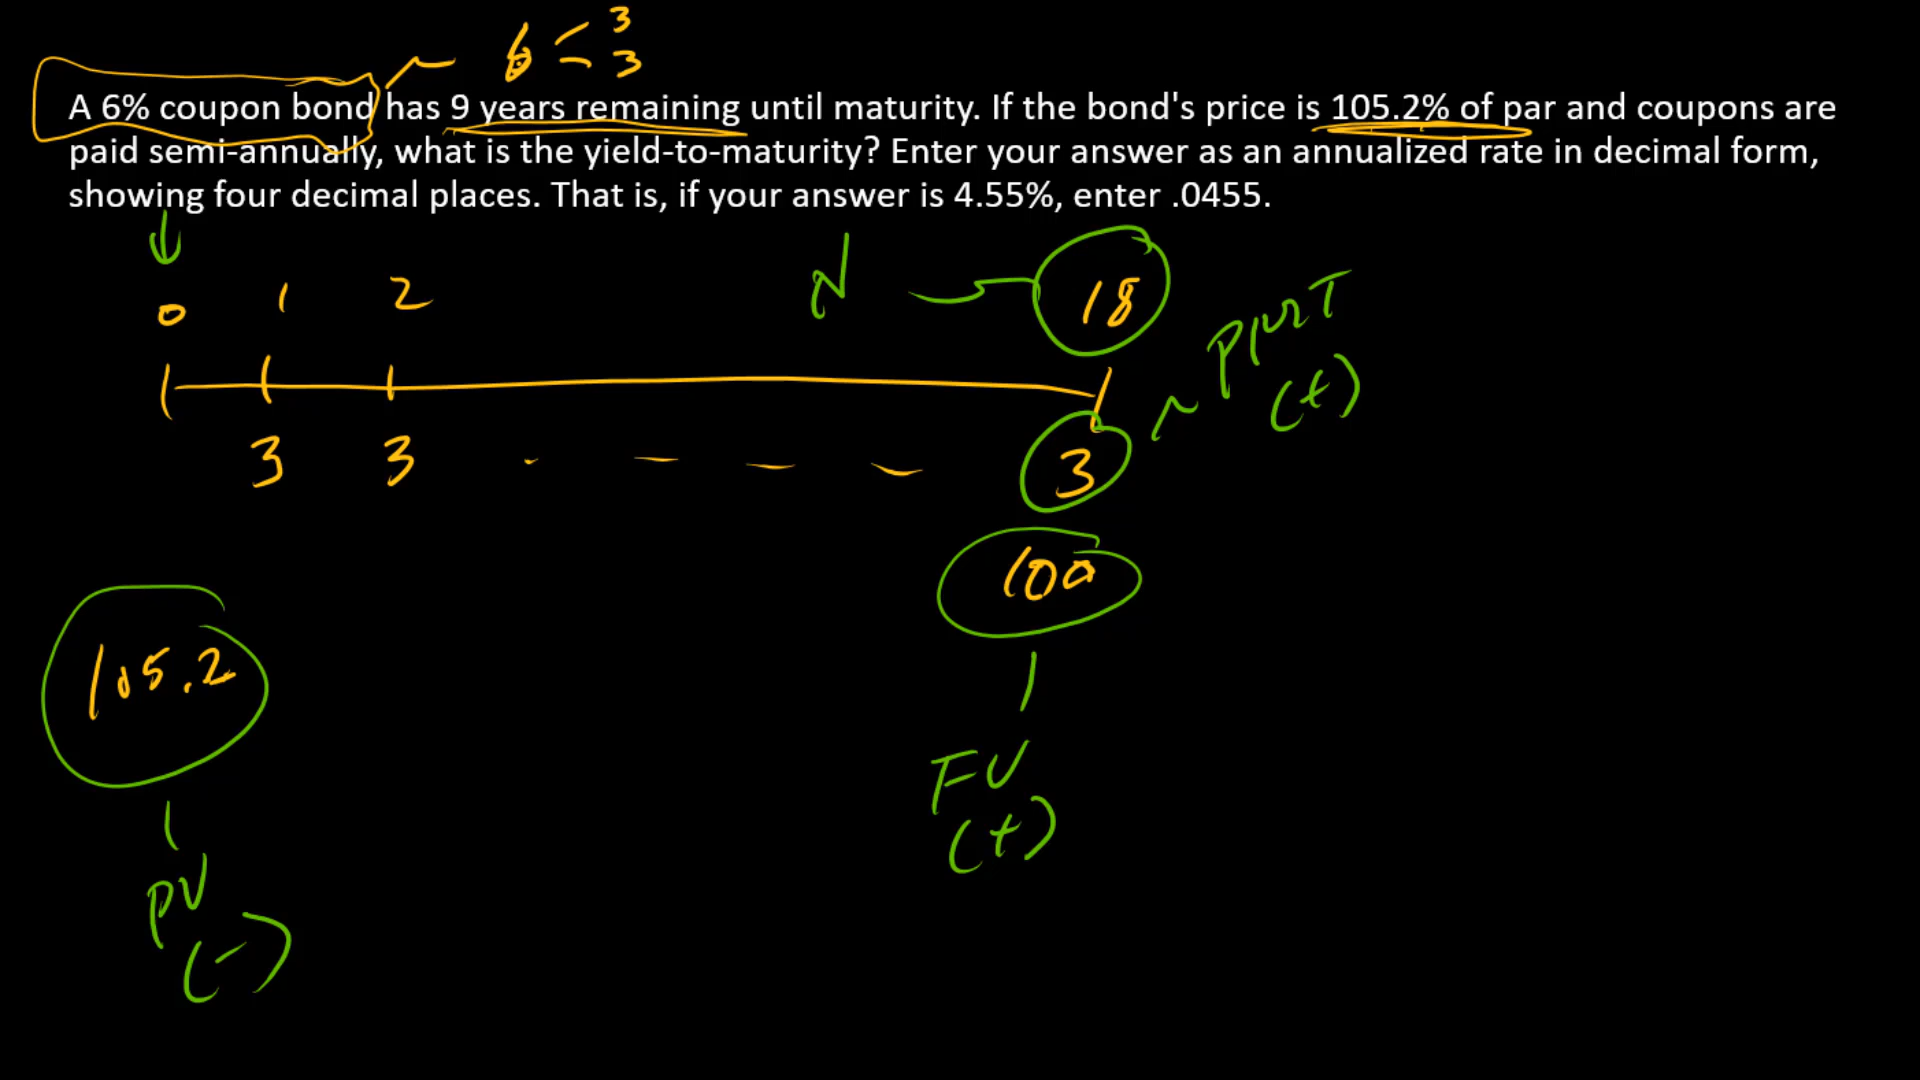 6 3
3
A 6% coupon bond has 9 years remaining until maturity. If the bond's price is 105.2% of par and coupons are
paid semi-annually, what is the yield-to-maturity? Enter your answer as an annualized rate in decimal form,
showing four decimal places. That is, if your answer is 4.55%, enter .0455.
0 1 2 N 18
PMT
(+)
3 3 - - - - 3
100
105.2
FV
(+)
PV
(-)